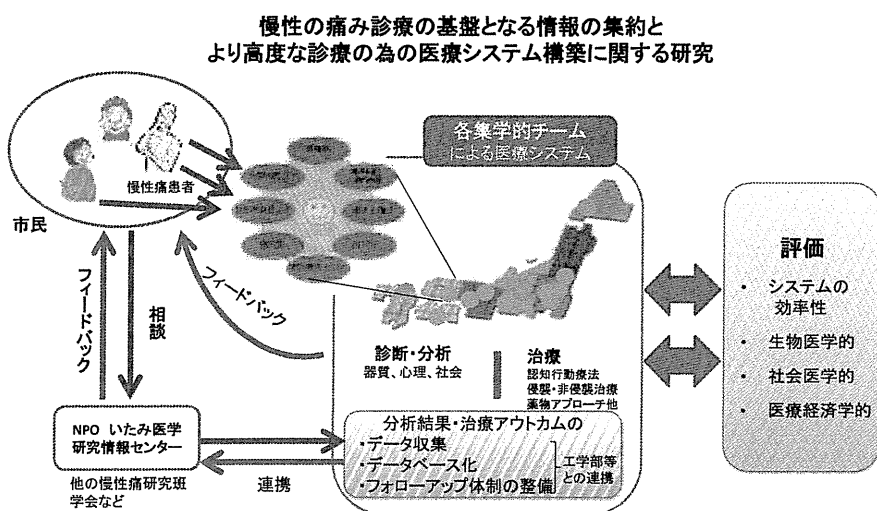 慢性の痛み診療の基盤となる情報の集約と
より高度な診療の為の医療システム構築に関する研究
各集学的チーム
による医療システム
慢性痛患者
市民
フィードバック
相談
フィードバック
診断・分析
器質、心理、社会
治療
認知行動療法
侵襲・非侵襲治療
薬物アプローチ他
評価
・ システムの
効率性
・ 生物医学的
・ 社会医学的
・ 医療経済学的
NPO いたみ医学
研究情報センター
他の慢性痛研究班
学会など
連携
分析結果・治療アウトカムの
・データ収集
・データベース化
・フォローアップ体制の整備
工学部等
との連携